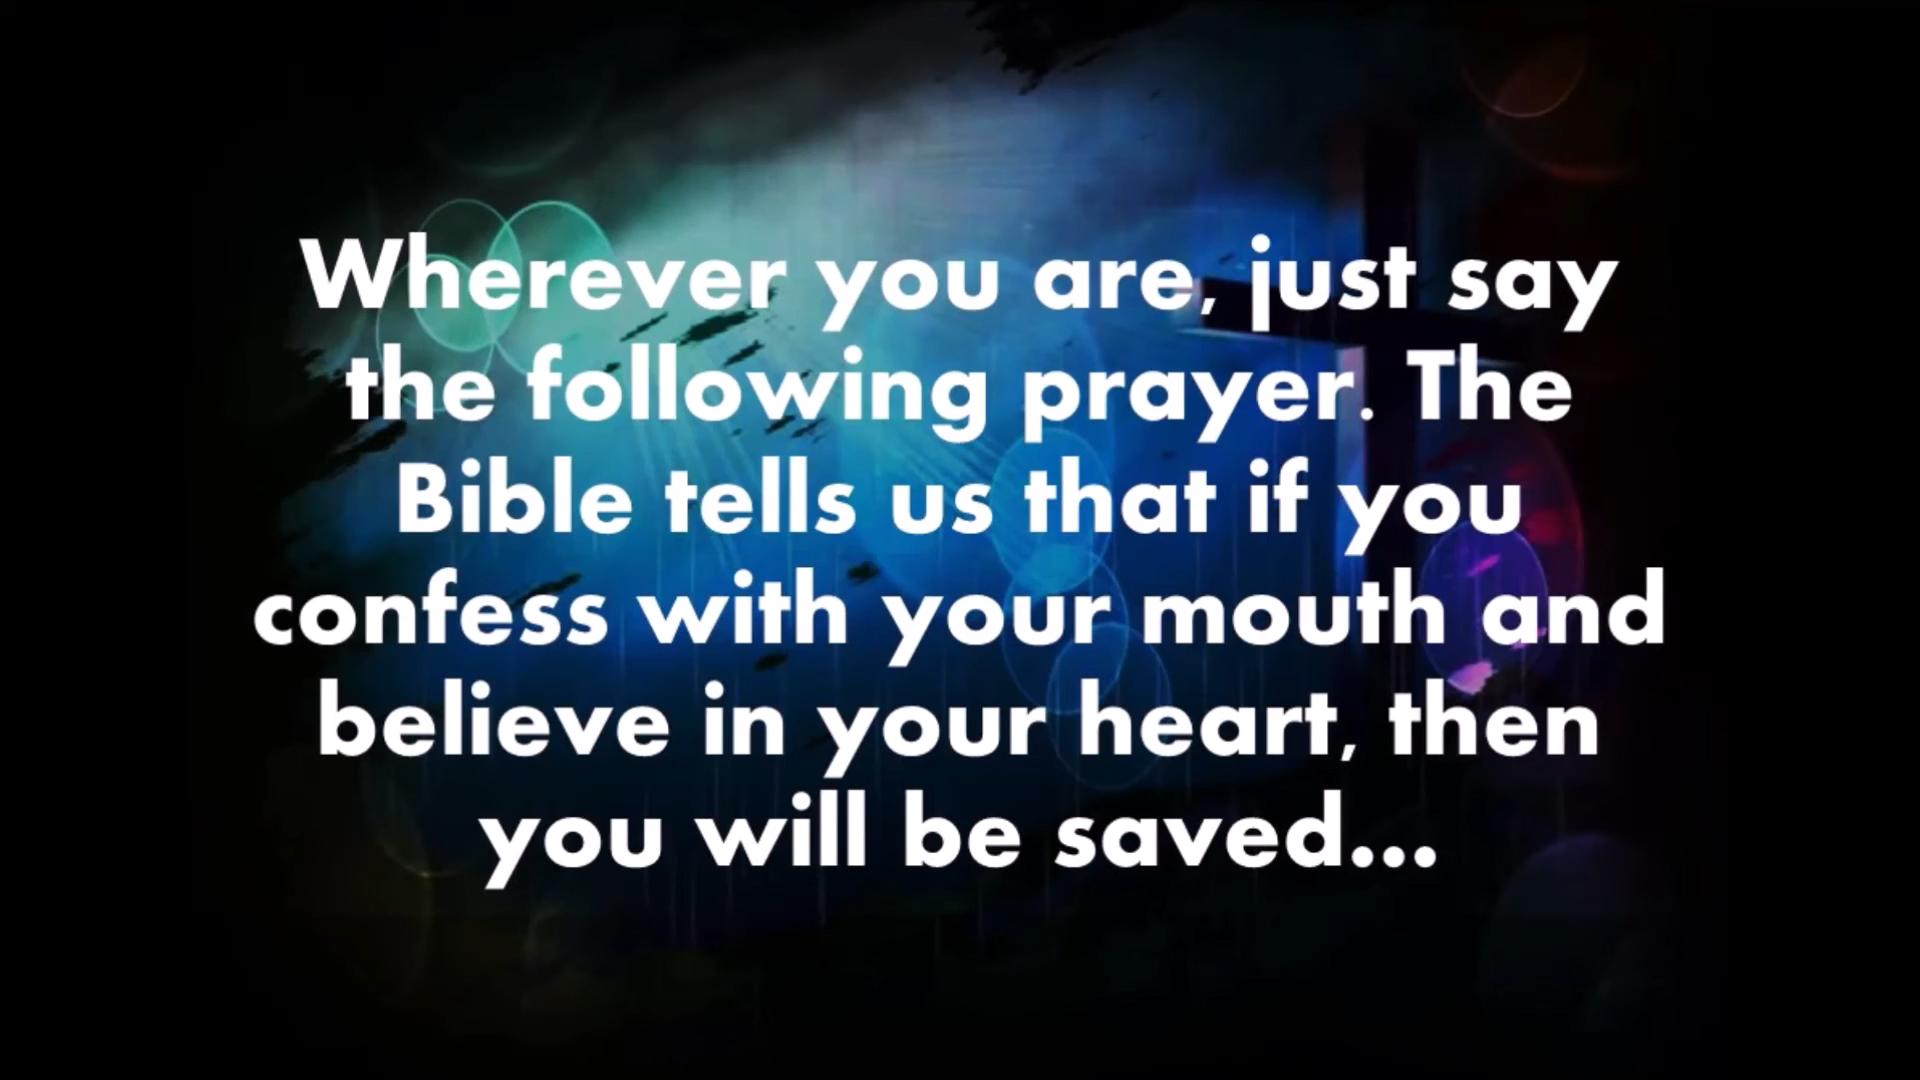 Wherever you are, just say
the following prayer. The
Bible tells us that if you
confess with your mouth and
believe in your heart, then
you will be saved...